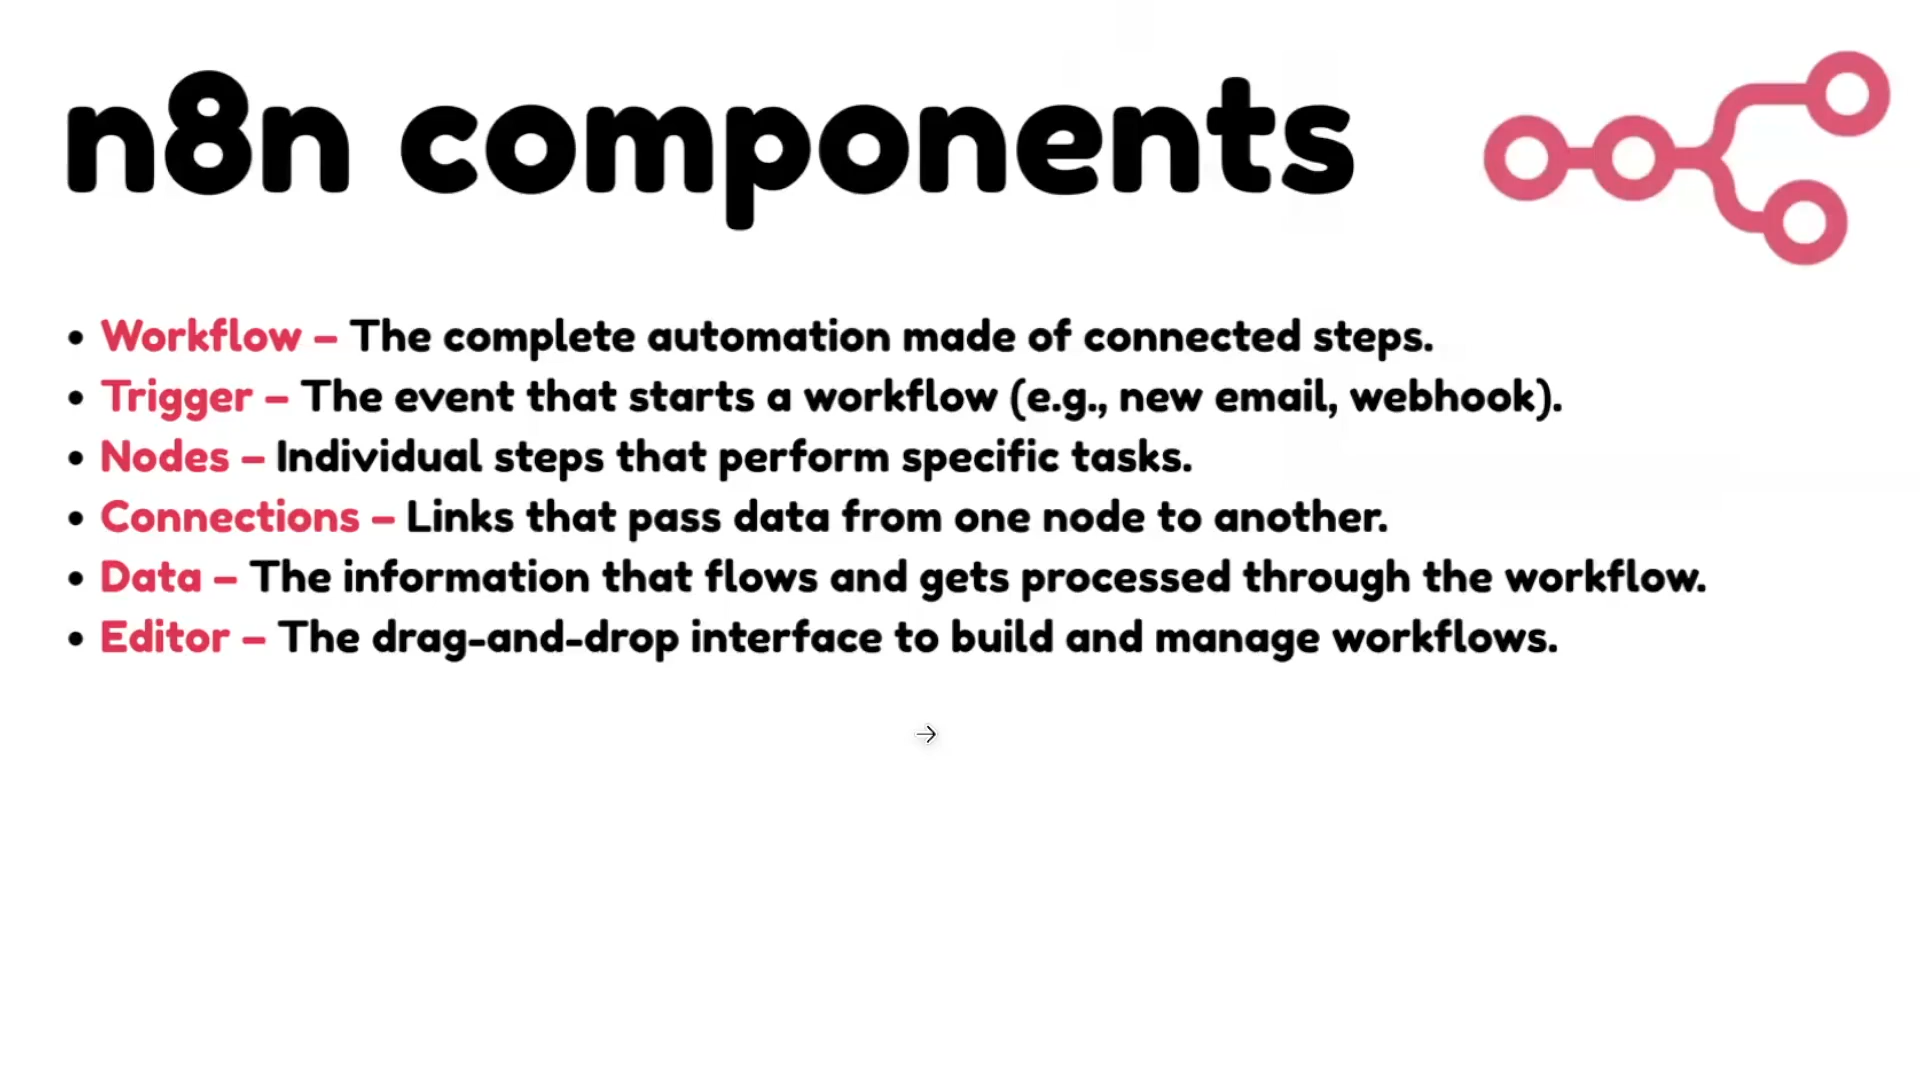 n8n components
• Workflow – The complete automation made of connected steps.
• Trigger – The event that starts a workflow (e.g., new email, webhook).
• Nodes – Individual steps that perform specific tasks.
• Connections – Links that pass data from one node to another.
• Data – The information that flows and gets processed through the workflow.
• Editor – The drag-and-drop interface to build and manage workflows.